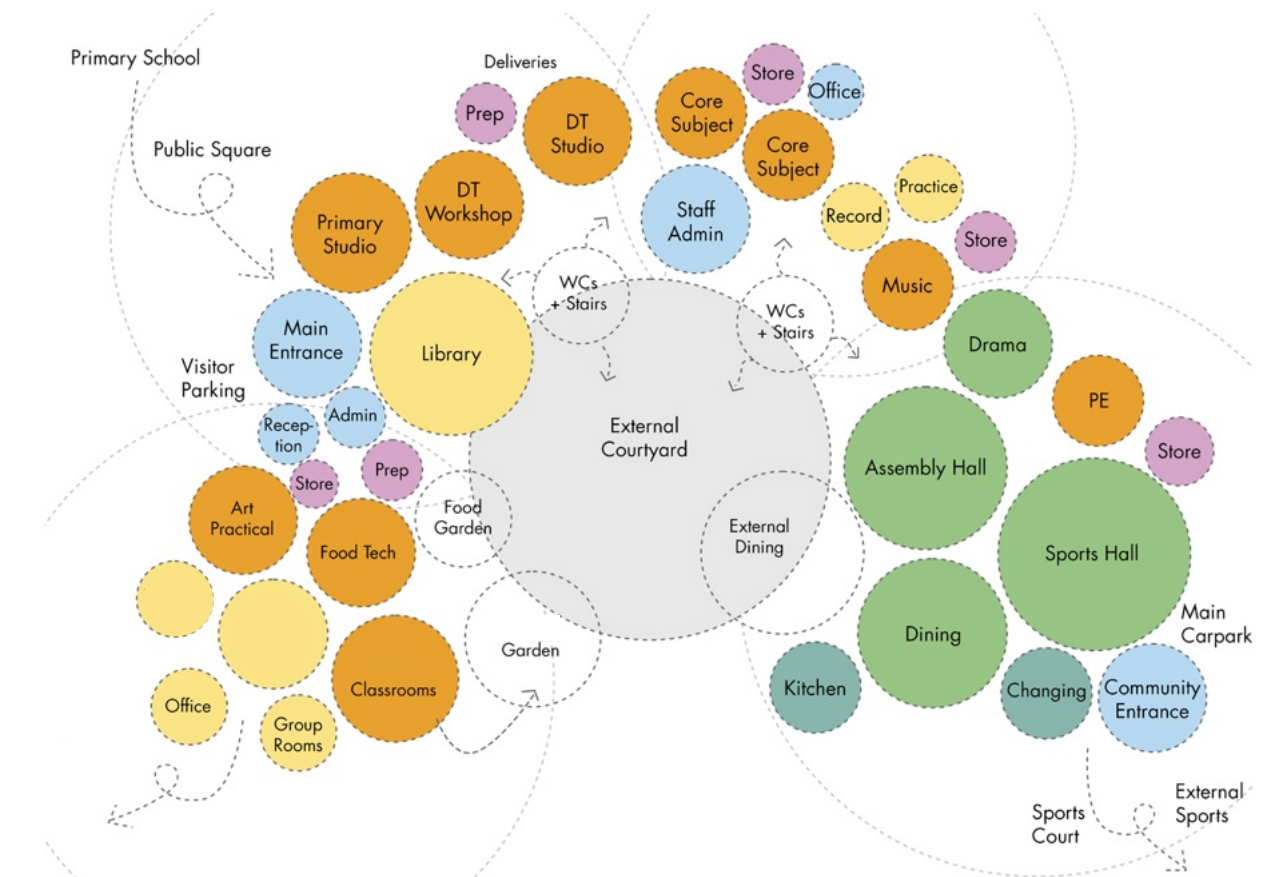 Primary School
Public Square
Deliveries
Prep
DT
Studio
DT
Workshop
Primary
Studio
Main
Entrance
Library
Visitor
Parking
Recep-
tion
Admin
Store
Prep
Art
Practical
Food Tech
Food
Garden
Classrooms
Garden
Office
Group
Rooms
WCs
+ Stairs
External
Courtyard
External
Dining
Core
Subject
Store
Office
Core
Subject
Staff
Admin
WCs
+ Stairs
Record
Practice
Store
Music
Drama
PE
Store
Assembly Hall
Sports Hall
Dining
Kitchen
Changing
Community
Entrance
Main
Carpark
Sports
Court
External
Sports